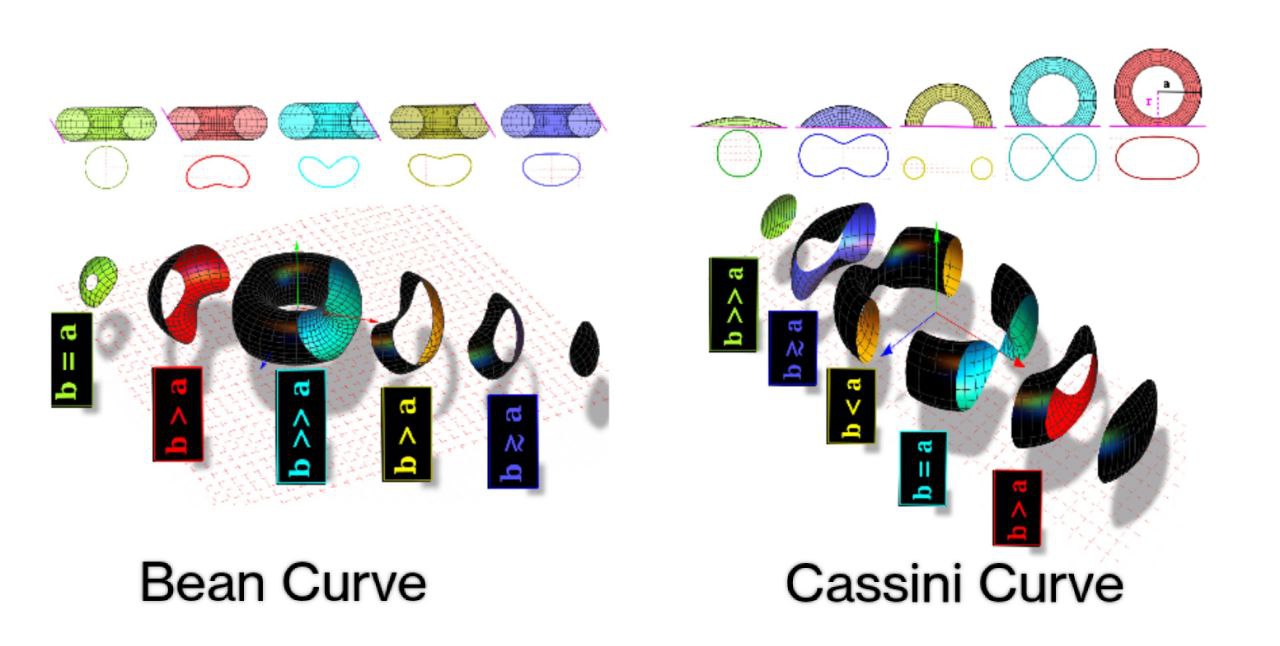 a
r
b = a
b > a
b >> a
b > a
b ≳ a
b >> a
b ≳ a
b < a
b = a
b > a
Bean Curve
Cassini Curve